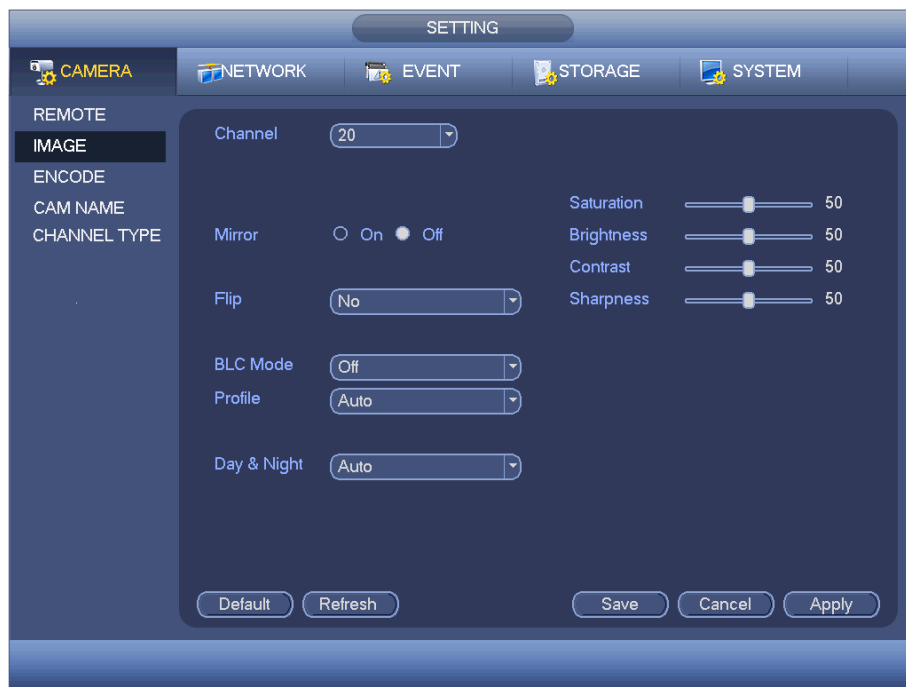 SETTING
CAMERA NETWORK EVENT STORAGE SYSTEM
REMOTE
IMAGE
ENCODE
CAM NAME
CHANNEL TYPE
Channel 20
Saturation 50
Mirror On Off Brightness 50
Contrast 50
Flip No Sharpness 50
BLC Mode Off
Profile Auto
Day & Night Auto
Default Refresh Save Cancel Apply